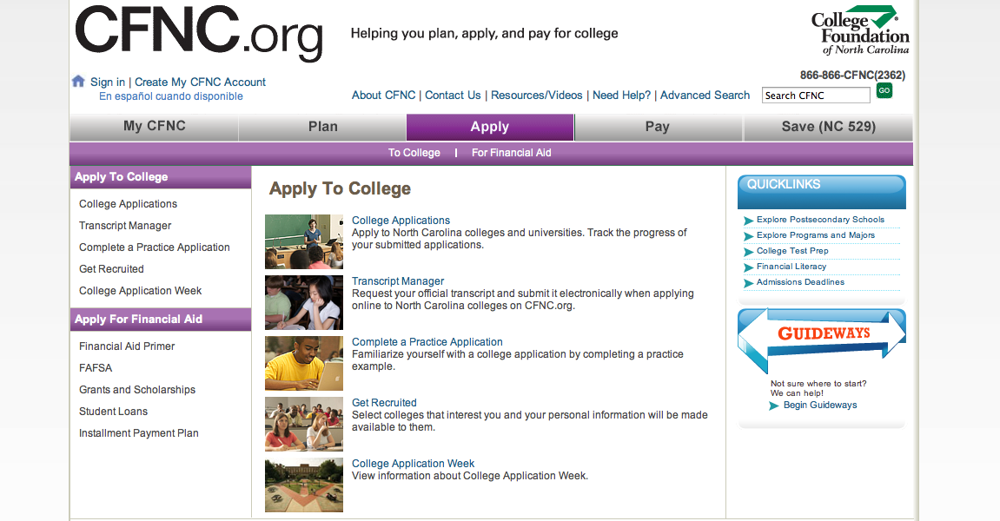 CFNC.org
Helping you plan, apply, and pay for college
College
Foundation
of North Carolina
866-866-CFNC(2362)
Sign in | Create My CFNC Account
En español cuando disponible
About CFNC | Contact Us | Resources/Videos | Need Help? | Advanced Search
Search CFNC
GO
My CFNC
Plan
Apply
Pay
Save (NC 529)
To College | For Financial Aid
Apply To College
College Applications
Transcript Manager
Complete a Practice Application
Get Recruited
College Application Week
Apply For Financial Aid
Financial Aid Primer
FAFSA
Grants and Scholarships
Student Loans
Installment Payment Plan
Apply To College
College Applications
Apply to North Carolina colleges and universities. Track the progress of
your submitted applications.
Transcript Manager
Request your official transcript and submit it electronically when applying
online to North Carolina colleges on CFNC.org.
Complete a Practice Application
Familiarize yourself with a college application by completing a practice
example.
Get Recruited
Select colleges that interest you and your personal information will be made
available to them.
College Application Week
View information about College Application Week.
QUICKLINKS
Explore Postsecondary Schools
Explore Programs and Majors
College Test Prep
Financial Literacy
Admissions Deadlines
GUIDEWAYS
Not sure where to start?
We can help!
Begin Guideways